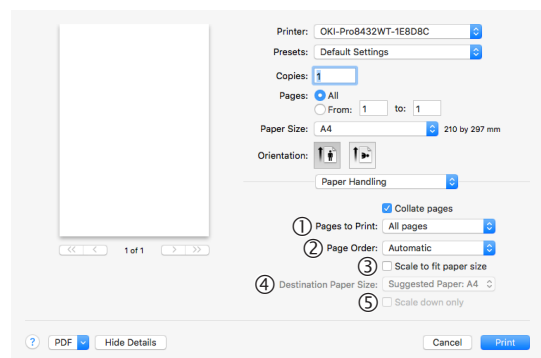 Printer: OKI-Pro8432WT-1E8D8C
Presets: Default Settings
Copies: 1
Pages: All
From: 1 to: 1
Paper Size: A4 210 by 297 mm
Orientation:
Paper Handling
Collate pages
① Pages to Print: All pages
② Page Order: Automatic
③ Scale to fit paper size
④ Destination Paper Size: Suggested Paper: A4
⑤ Scale down only
<< < 1 of 1 > >>
? PDF Hide Details Cancel Print